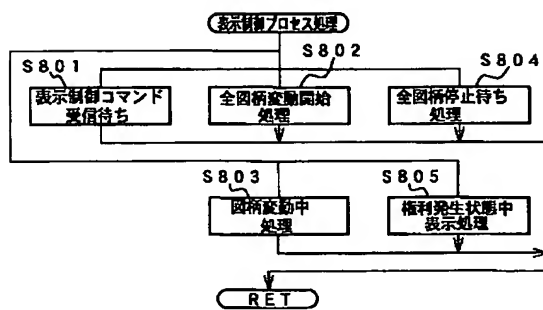 表示制御プロセス処理
S801
S802
S804
表示制御コマンド
受信待ち
全図柄変動開始
処理
全図柄停止待ち
処理
S803
S805
図柄変動中
処理
権利発生状態中
表示処理
RET